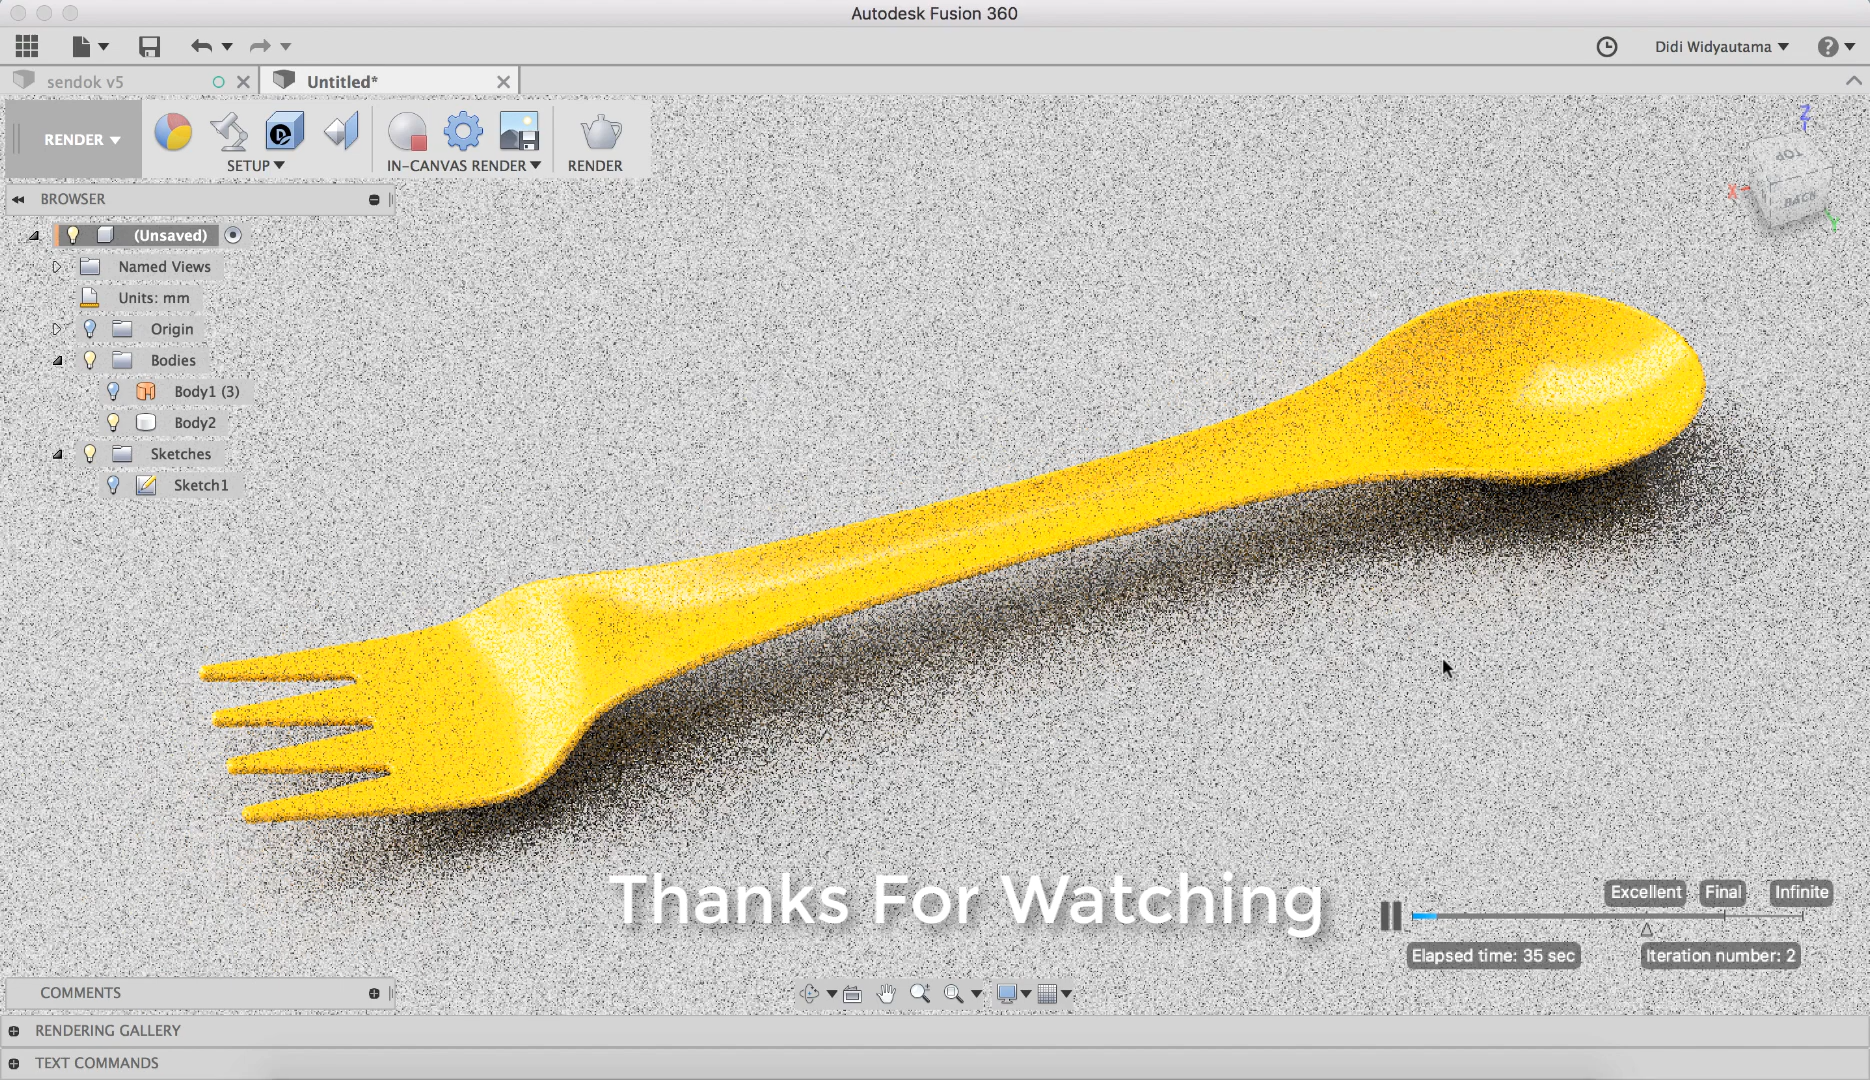 Autodesk Fusion 360
Didi Widyautama
sendok v5
Untitled*
RENDER
SETUP
IN-CANVAS RENDER
RENDER
Z
TOP
X
BACK
Y
BROWSER
(Unsaved)
Named Views
Units: mm
Origin
Bodies
Body1 (3)
Body2
Sketches
Sketch1
Thanks For Watching
Excellent
Final
Infinite
Elapsed time: 35 sec
Iteration number: 2
COMMENTS
RENDERING GALLERY
TEXT COMMANDS